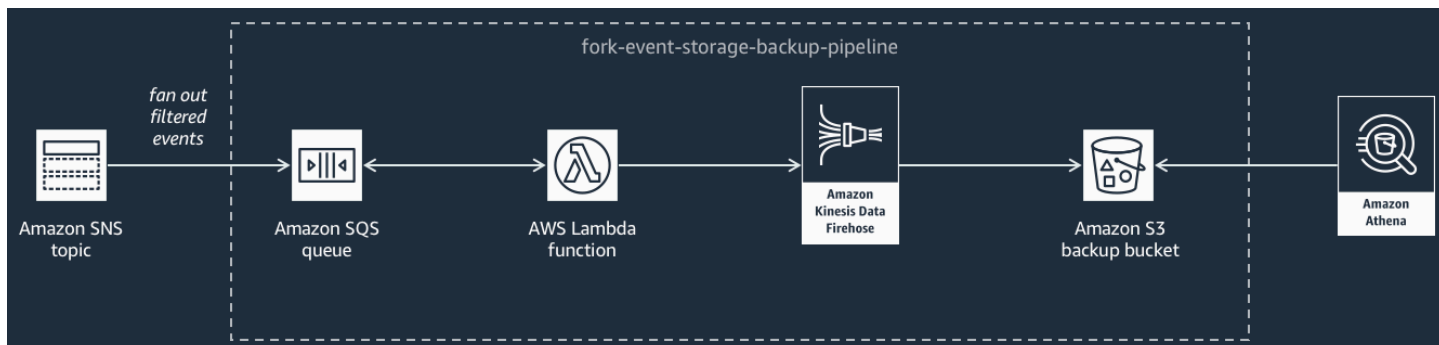 fork-event-storage-backup-pipeline
fan out
filtered
events
Amazon SNS
topic
Amazon SQS
queue
AWS Lambda
function
Amazon
Kinesis Data
Firehose
Amazon S3
backup bucket
Amazon
Athena